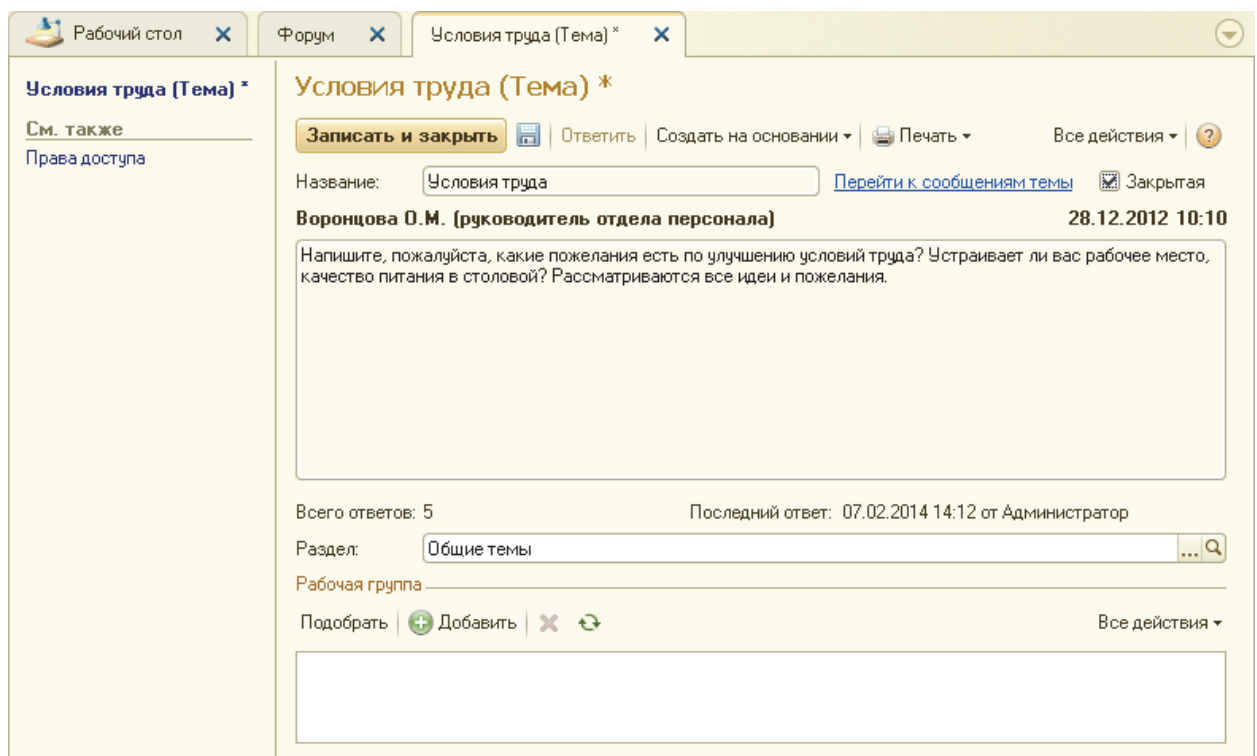 Рабочий стол
Форум
Условия труда (Тема) *
Условия труда (Тема) *
См. также
Права доступа
Условия труда (Тема) *
Записать и закрыть Ответить Создать на основании Печать Все действия ?
Название: Условия труда Перейти к сообщениям темы Закрытая
Воронцова О.М. (руководитель отдела персонала) 28.12.2012 10:10
Напишите, пожалуйста, какие пожелания есть по улучшению условий труда? Устраивает ли вас рабочее место,
качество питания в столовой? Рассматриваются все идеи и пожелания.
Всего ответов: 5 Последний ответ: 07.02.2014 14:12 от Администратор
Раздел: Общие темы ...
Рабочая группа
Подобрать Добавить Все действия